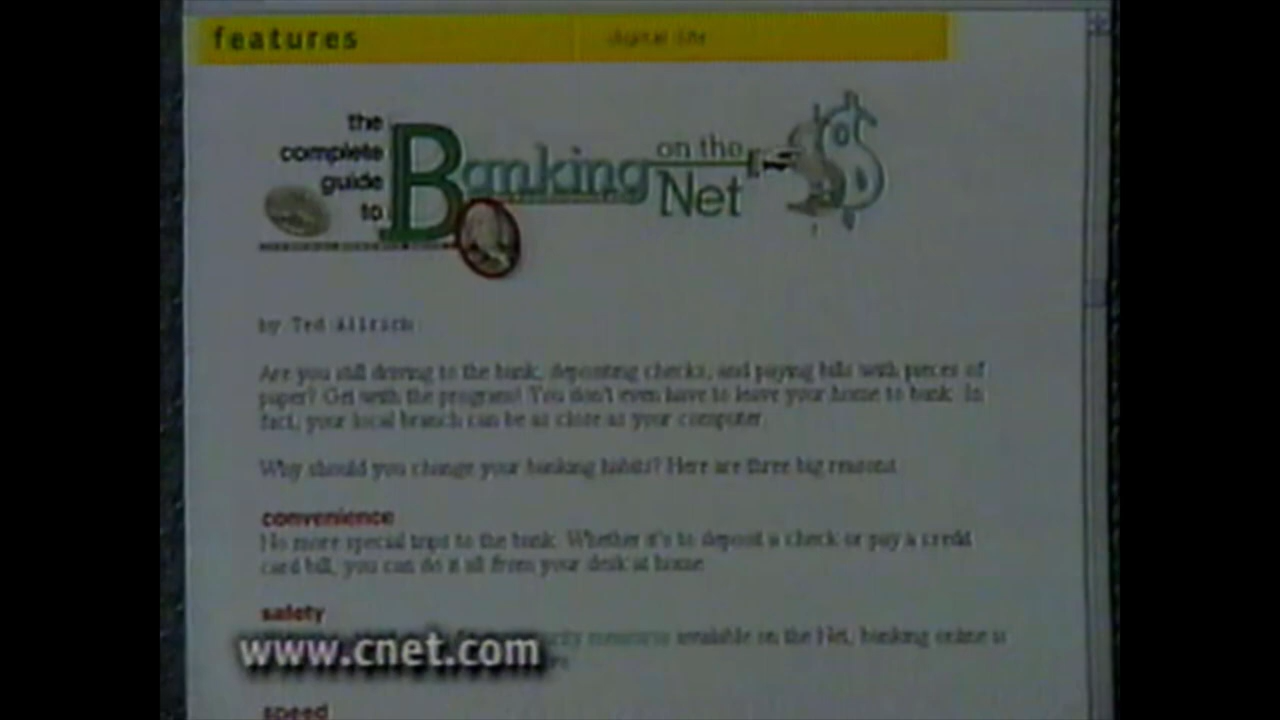 features
digital life
the
complete
guide
to
Banking
on the
Net
$
by Ted Allrich
Are you still driving to the bank, depositing checks, and paying bills with pieces of
paper? Get with the program! You don't even have to leave your home to bank. In
fact, your local branch can be as close as your computer.
Why should you change your banking habits? Here are three big reasons
convenience
No more special trips to the bank. Whether it's to deposit a check or pay a credit
card bill, you can do it all from your desk at home
safety
available on the Net, banking online is
www.cnet.com
speed